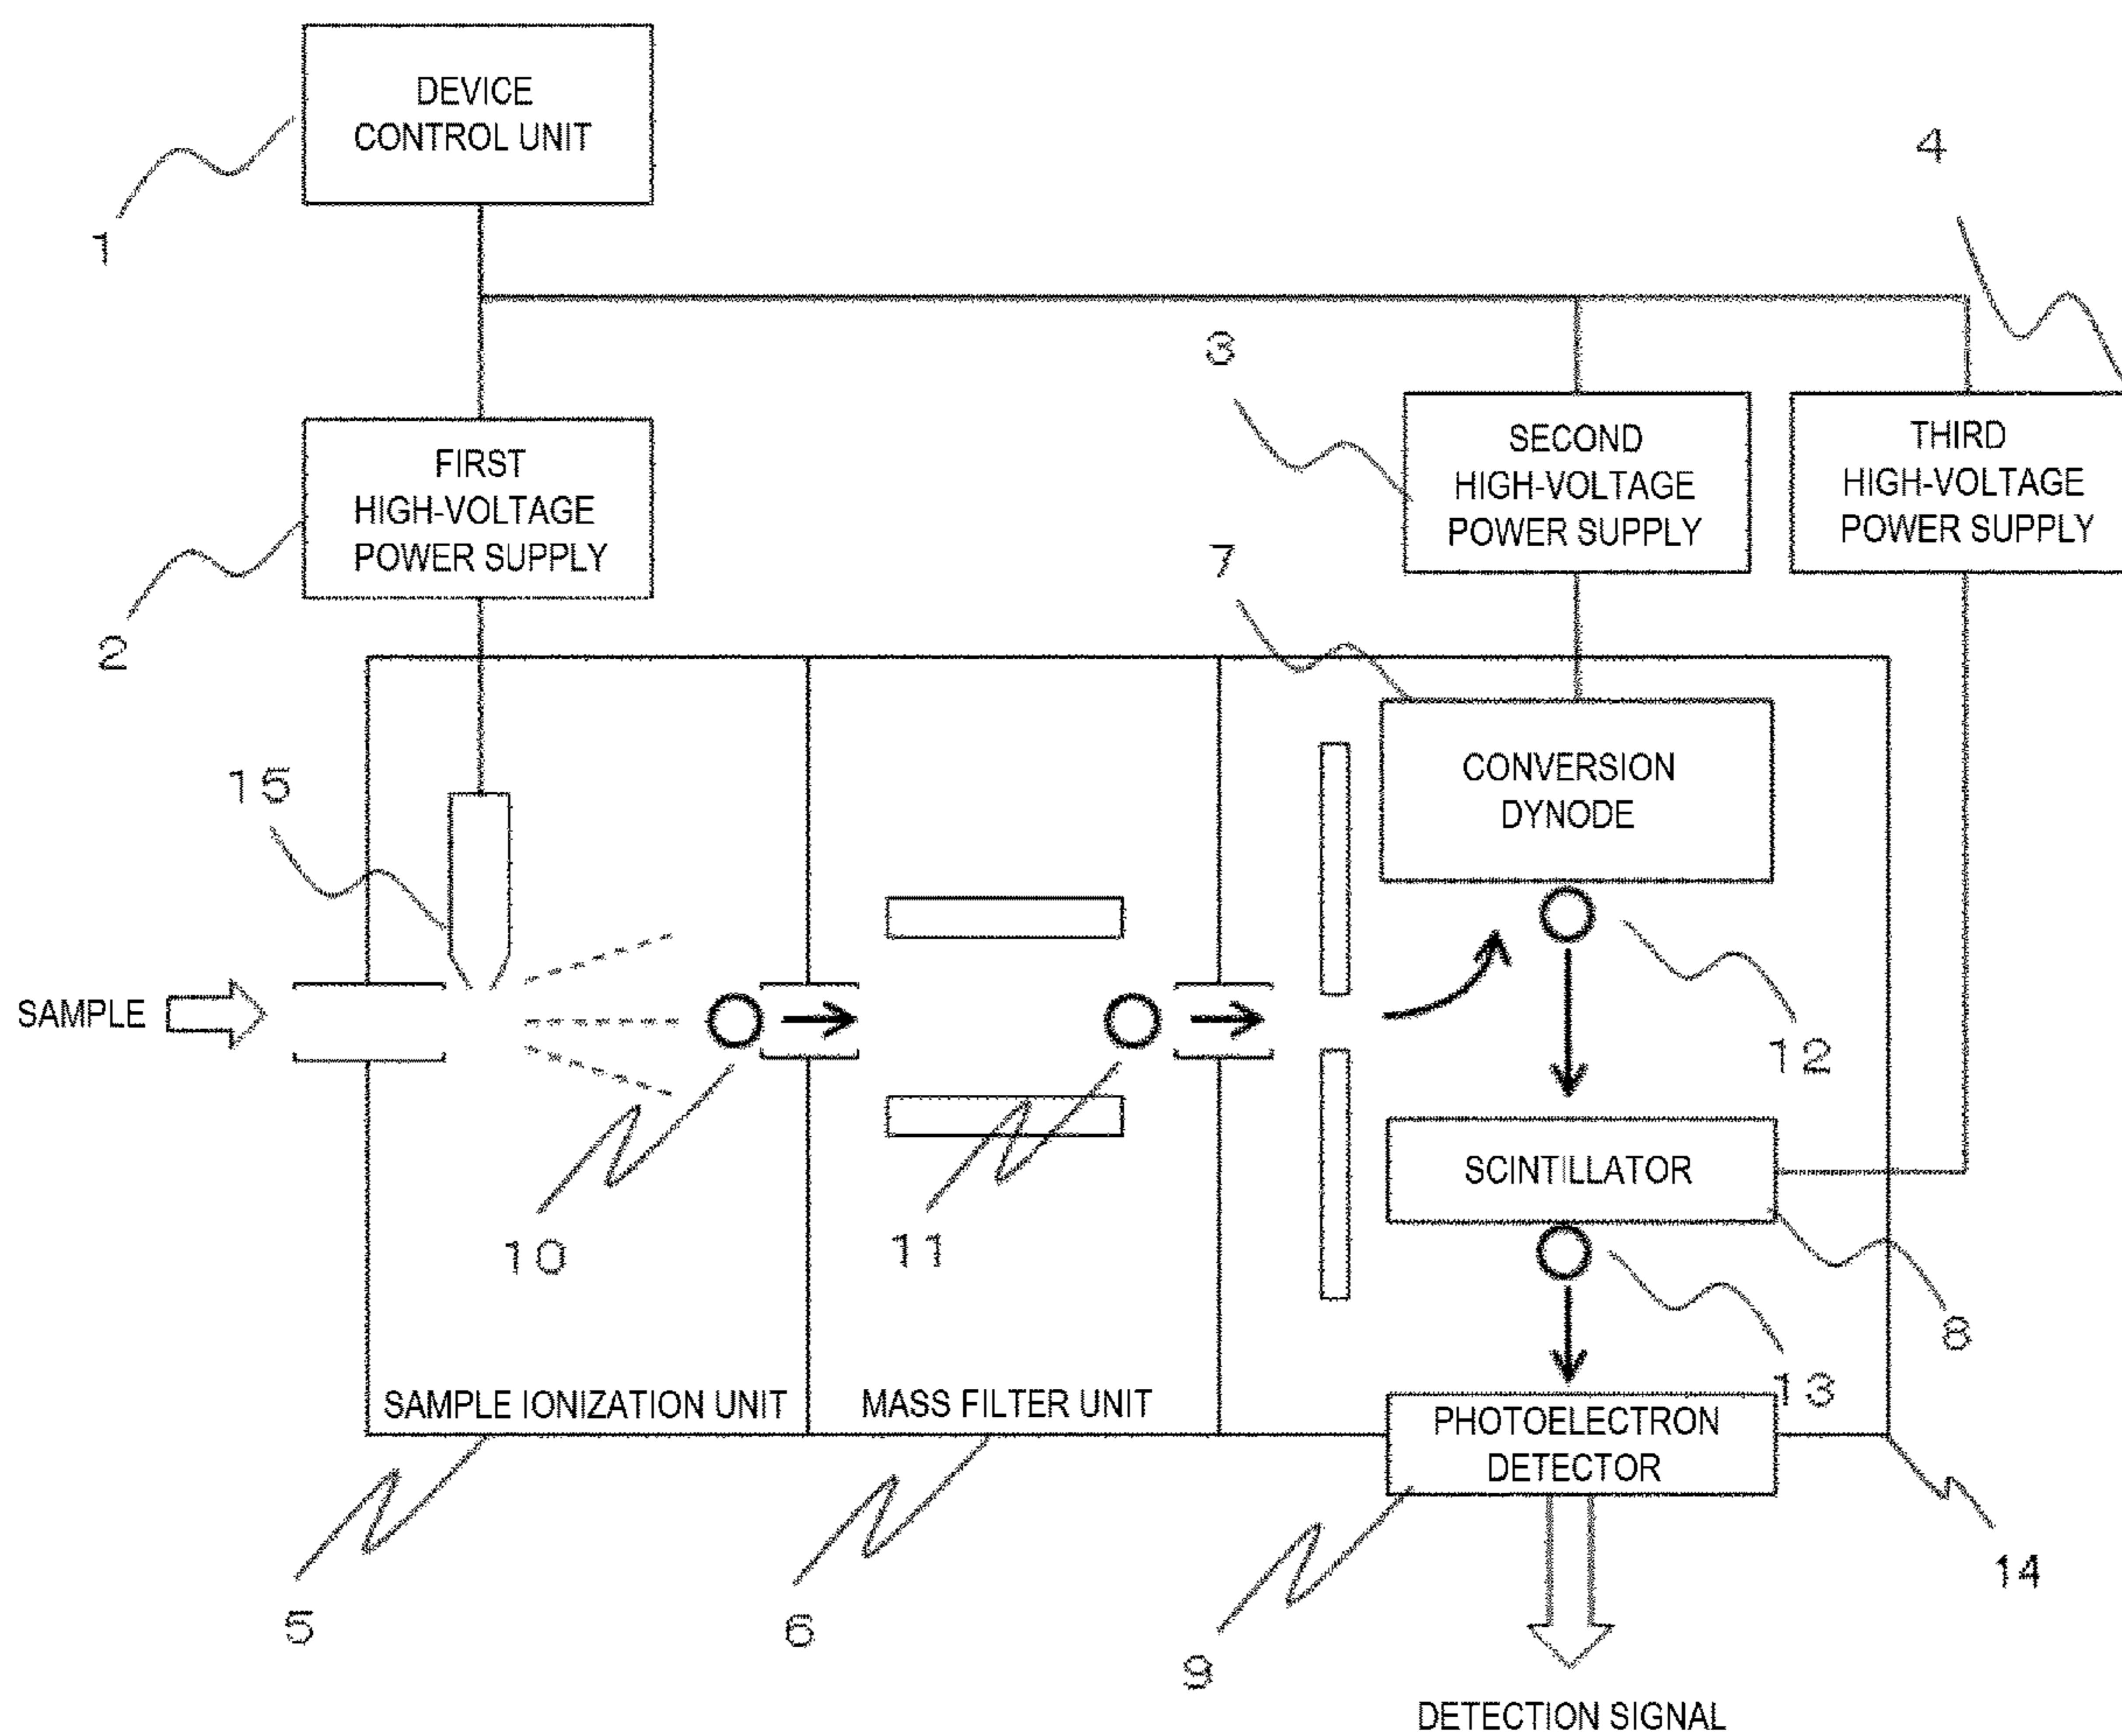 DEVICE
CONTROL UNIT
1
4
3
FIRST
HIGH-VOLTAGE
POWER SUPPLY
2
SECOND
HIGH-VOLTAGE
POWER SUPPLY
THIRD
HIGH-VOLTAGE
POWER SUPPLY
7
15
CONVERSION
DYNODE
SAMPLE
12
10
11
SCINTILLATOR
8
13
SAMPLE IONIZATION UNIT
MASS FILTER UNIT
PHOTOELECTRON
DETECTOR
5
6
9
14
DETECTION SIGNAL